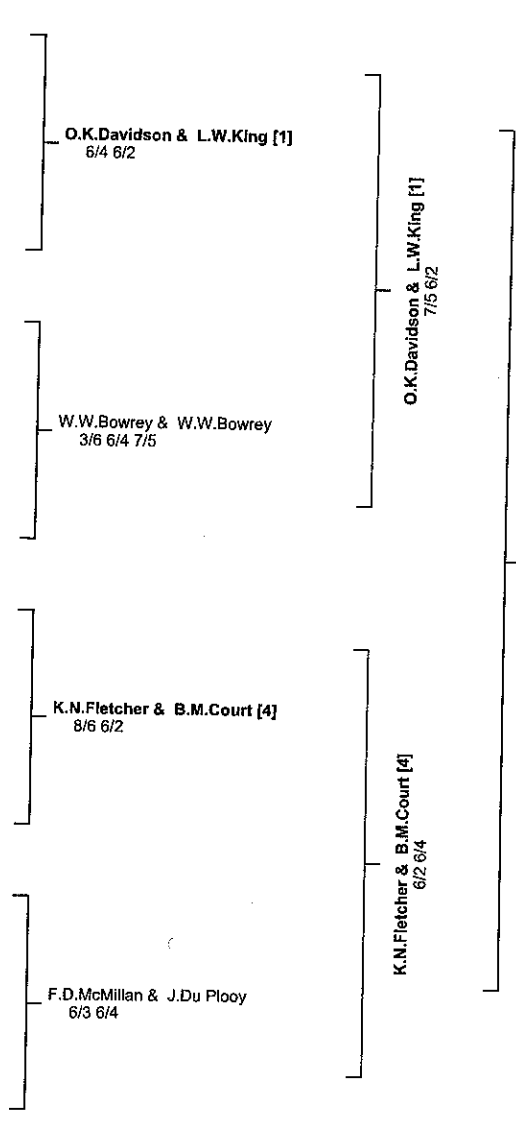 O.K.Davidson & L.W.King [1]
6/4 6/2
W.W.Bowrey & W.W.Bowrey
3/6 6/4 7/5
K.N.Fletcher & B.M.Court [4]
8/6 6/2
F.D.McMillan & J.Du Plooy
6/3 6/4
O.K.Davidson & L.W.King [1]
7/5 6/2
K.N.Fletcher & B.M.Court [4]
6/2 6/4